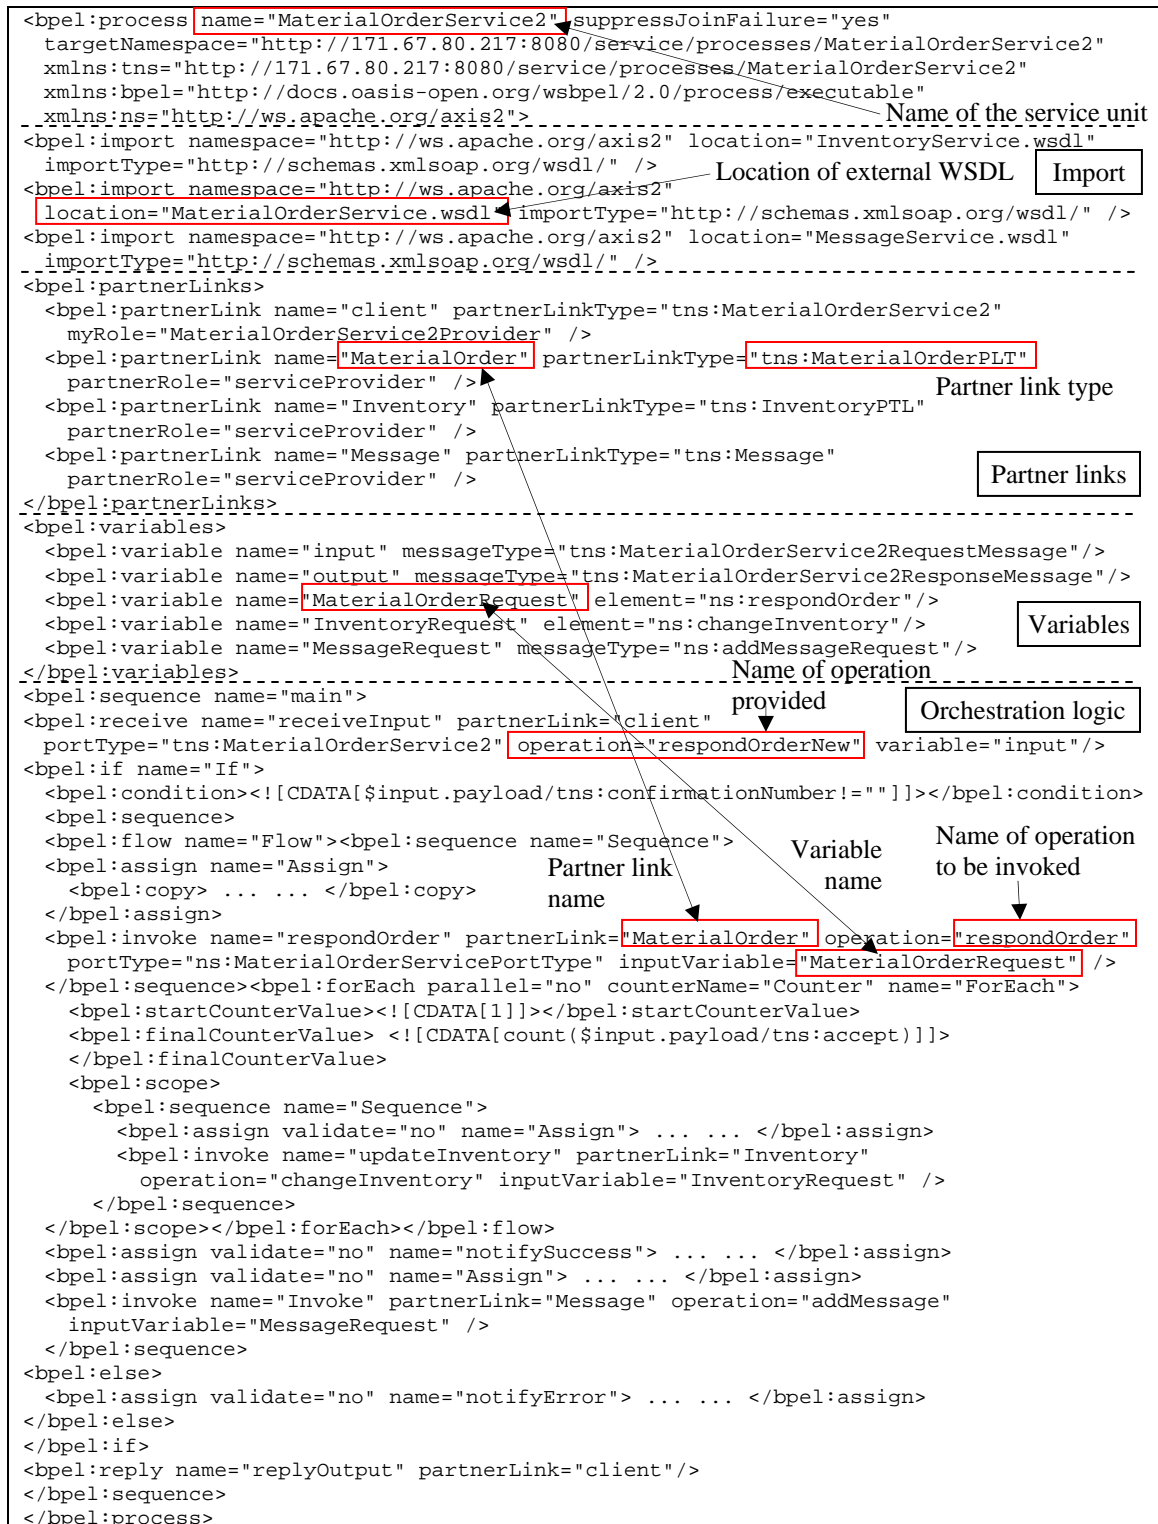 <bpel:process name="MaterialOrderService2" suppressJoinFailure="yes"
targetNamespace="http://171.67.80.217:8080/service/processes/MaterialOrderService2"
xmlns:tns="http://171.67.80.217:8080/service/processes/MaterialOrderService2"
xmlns:bpel="http://docs.oasis-open.org/wsbpel/2.0/process/executable"
xmlns:ns="http://ws.apache.org/axis2">
Name of the service unit
<bpel:import namespace="http://ws.apache.org/axis2" location="InventoryService.wsdl"
importType="http://schemas.xmlsoap.org/wsdl/" />
Location of external WSDL
Import
<bpel:import namespace="http://ws.apache.org/axis2"
location="MaterialOrderService.wsdl" importType="http://schemas.xmlsoap.org/wsdl/" />
<bpel:import namespace="http://ws.apache.org/axis2" location="MessageService.wsdl"
importType="http://schemas.xmlsoap.org/wsdl/" />
<bpel:partnerLinks>
<bpel:partnerLink name="client" partnerLinkType="tns:MaterialOrderService2"
myRole="MaterialOrderService2Provider" />
<bpel:partnerLink name="MaterialOrder" partnerLinkType="tns:MaterialOrderPLT"
partnerRole="serviceProvider" />
Partner link type
<bpel:partnerLink name="Inventory" partnerLinkType="tns:InventoryPTL"
partnerRole="serviceProvider" />
<bpel:partnerLink name="Message" partnerLinkType="tns:Message"
partnerRole="serviceProvider" />
Partner links
</bpel:partnerLinks>
<bpel:variables>
<bpel:variable name="input" messageType="tns:MaterialOrderService2RequestMessage"/>
<bpel:variable name="output" messageType="tns:MaterialOrderService2ResponseMessage"/>
<bpel:variable name="MaterialOrderRequest" element="ns:respondOrder"/>
<bpel:variable name="InventoryRequest" element="ns:changeInventory"/>
Variables
<bpel:variable name="MessageRequest" messageType="ns:addMessageRequest"/>
</bpel:variables>
Name of operation
provided
<bpel:sequence name="main">
Orchestration logic
<bpel:receive name="receiveInput" partnerLink="client"
portType="tns:MaterialOrderService2" operation="respondOrderNew" variable="input"/>
<bpel:if name="If">
<bpel:condition><![CDATA[$input.payload/tns:confirmationNumber!=""]]></bpel:condition>
<bpel:sequence>
<bpel:flow name="Flow"><bpel:sequence name="Sequence">
<bpel:assign name="Assign">
<bpel:copy> ... ... </bpel:copy>
</bpel:assign>
Partner link
name
Variable
name
Name of operation
to be invoked
<bpel:invoke name="respondOrder" partnerLink="MaterialOrder" operation="respondOrder"
portType="ns:MaterialOrderServicePortType" inputVariable="MaterialOrderRequest" />
</bpel:sequence><bpel:forEach parallel="no" counterName="Counter" name="ForEach">
<bpel:startCounterValue><![CDATA[1]]></bpel:startCounterValue>
<bpel:finalCounterValue> <![CDATA[count($input.payload/tns:accept)]]>
</bpel:finalCounterValue>
<bpel:scope>
<bpel:sequence name="Sequence">
<bpel:assign validate="no" name="Assign"> ... ... </bpel:assign>
<bpel:invoke name="updateInventory" partnerLink="Inventory"
operation="changeInventory" inputVariable="InventoryRequest" />
</bpel:sequence>
</bpel:scope></bpel:forEach></bpel:flow>
<bpel:assign validate="no" name="notifySuccess"> ... ... </bpel:assign>
<bpel:assign validate="no" name="Assign"> ... ... </bpel:assign>
<bpel:invoke name="Invoke" partnerLink="Message" operation="addMessage"
inputVariable="MessageRequest" />
</bpel:sequence>
<bpel:else>
<bpel:assign validate="no" name="notifyError"> ... ... </bpel:assign>
</bpel:else>
</bpel:if>
<bpel:reply name="replyOutput" partnerLink="client"/>
</bpel:sequence>
</bpel:process>